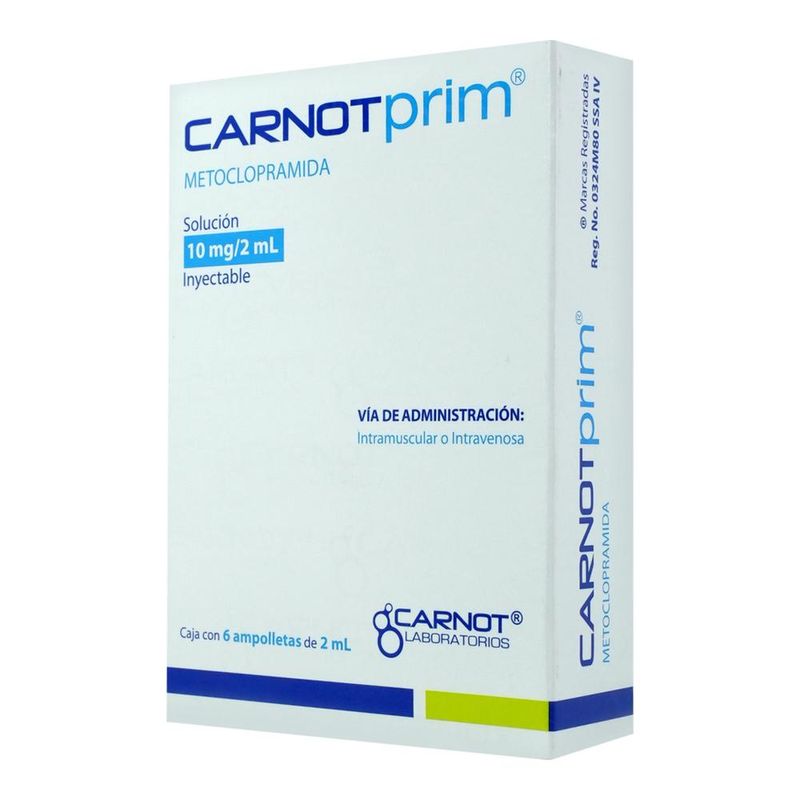 CARNOTprim®
METOCLOPRAMIDA
Solución
10 mg/2 mL
Inyectable
VÍA DE ADMINISTRACIÓN:
Intramuscular o Intravenosa
Caja con 6 ampolletas de 2 mL
CARNOT®
LABORATORIOS
® Marcas Registradas
Reg. No. 0324M80 SSA IV
CARNOTprim®
METOCLOPRAMIDA